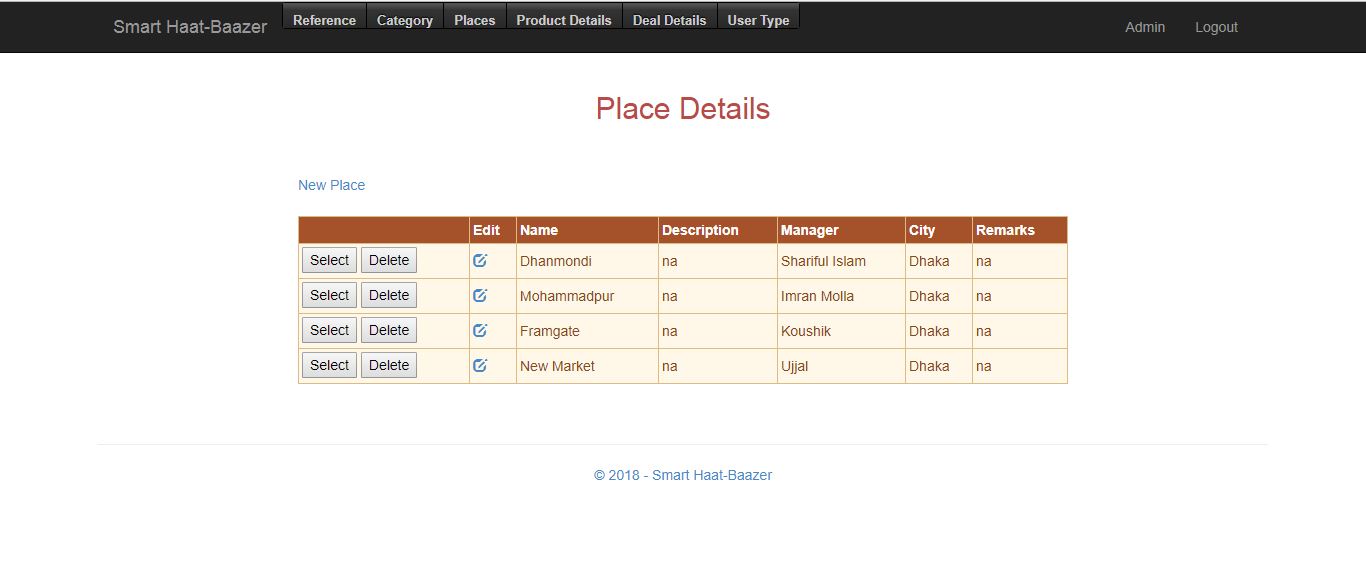 Smart Haat-Baazer Reference Category Places Product Details Deal Details User Type Admin Logout
Place Details
New Place
Edit Name Description Manager City Remarks
Select Delete Dhanmondi na Shariful Islam Dhaka na
Select Delete Mohammadpur na Imran Molla Dhaka na
Select Delete Framgate na Koushik Dhaka na
Select Delete New Market na Ujjal Dhaka na
© 2018 - Smart Haat-Baazer